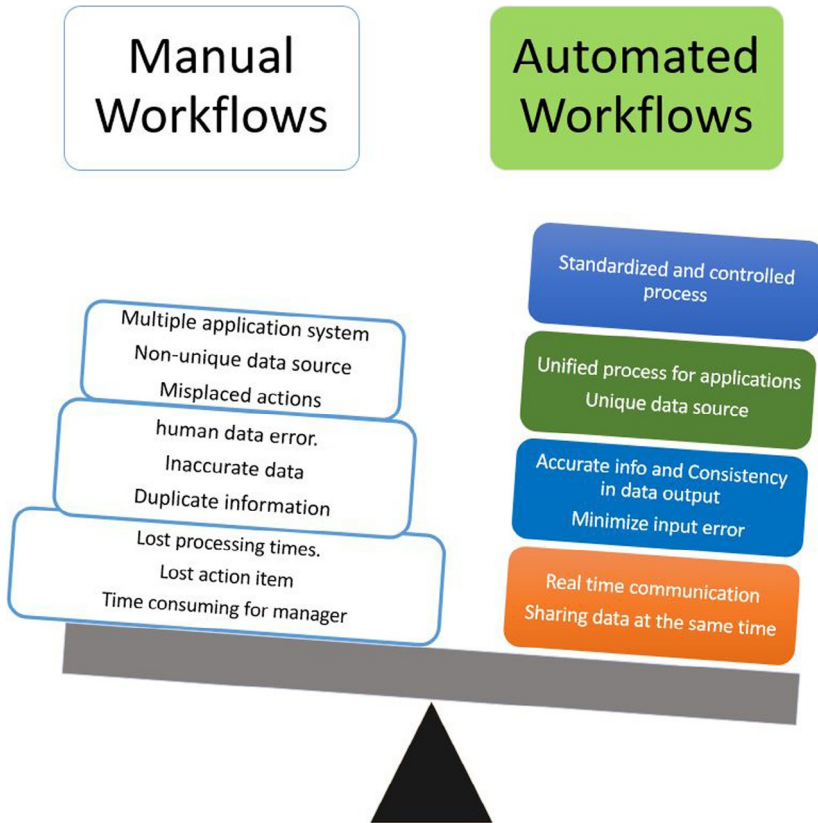 Manual
Workflows
Automated
Workflows
Multiple application system
Non-unique data source
Misplaced actions
human data error.
Inaccurate data
Duplicate information
Lost processing times.
Lost action item
Time consuming for manager
Standardized and controlled
process
Unified process for applications
Unique data source
Accurate info and Consistency
in data output
Minimize input error
Real time communication
Sharing data at the same time